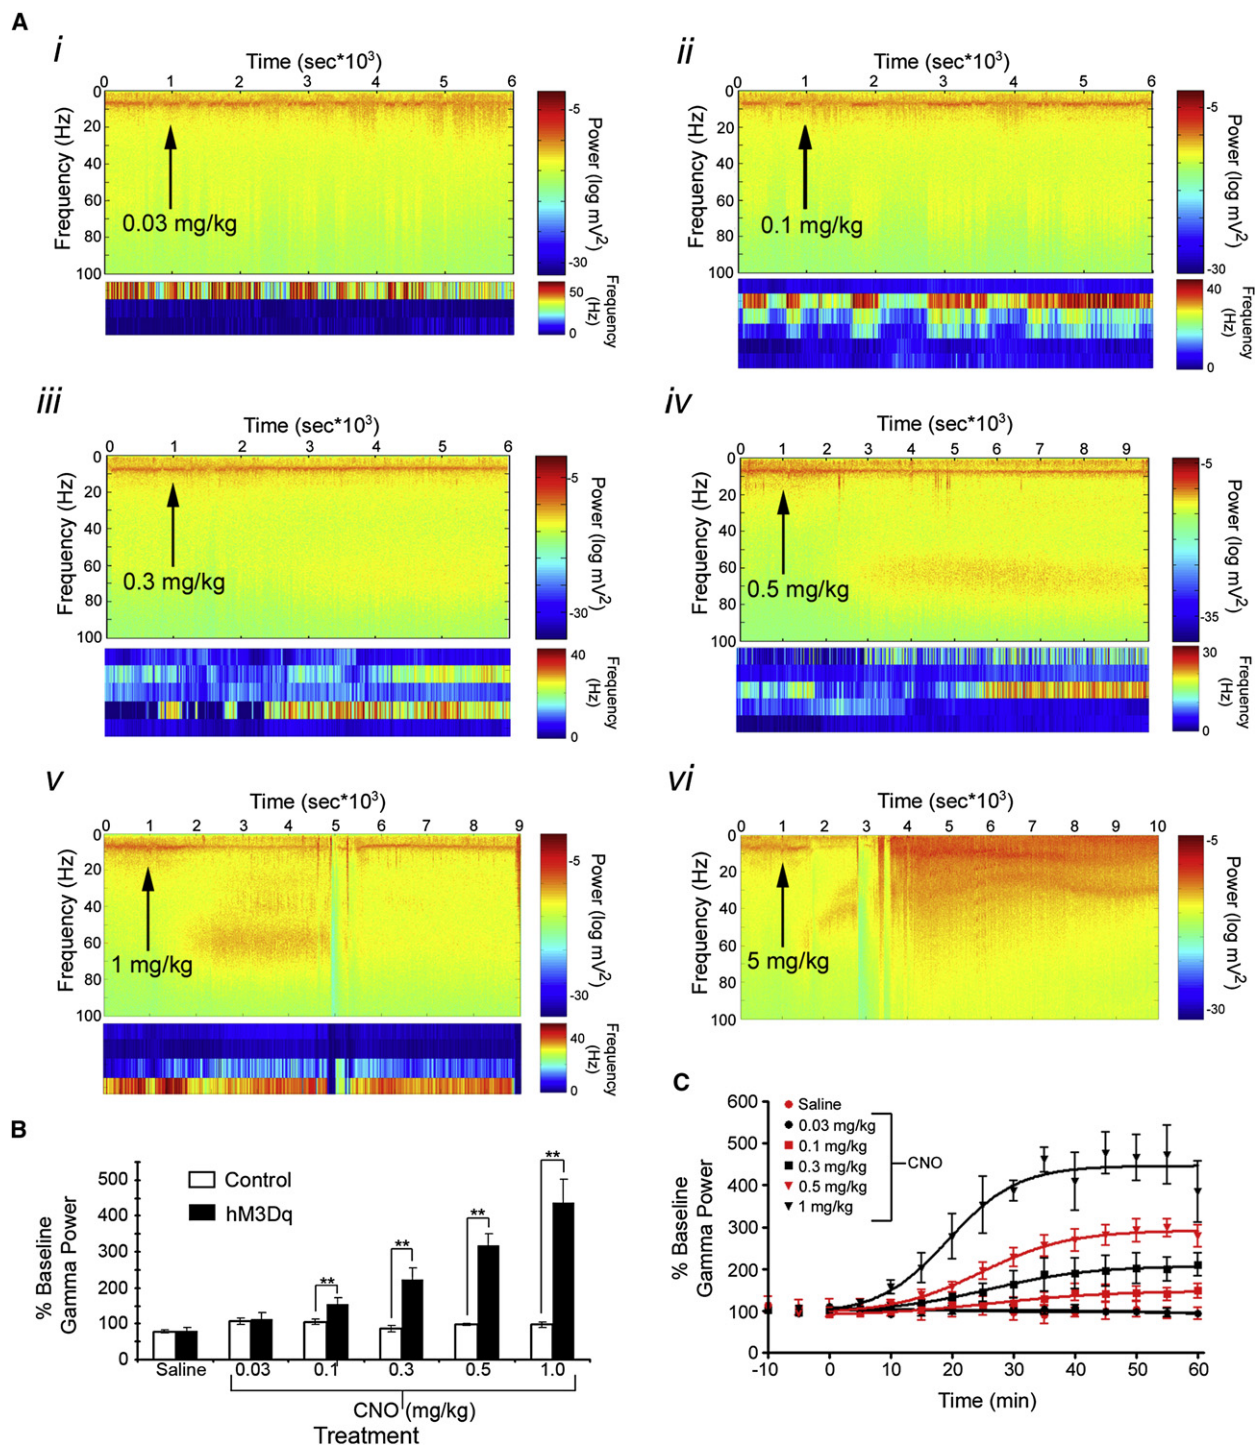 A
i
ii
Time (sec*10³)
Time (sec*10³)
0 1 2 3 4 5 6
0 1 2 3 4 5 6
Frequency (Hz)
0
20
40
60
80
100
0.03 mg/kg
Power (log mV²)
-5
-30
Frequency (Hz)
50
0
Frequency (Hz)
0
20
40
60
80
100
0.1 mg/kg
Power (log mV²)
-5
-30
Frequency (Hz)
40
0
iii
iv
Time (sec*10³)
Time (sec*10³)
0 1 2 3 4 5 6
0 1 2 3 4 5 6 7 8 9
Frequency (Hz)
0
20
40
60
80
100
0.3 mg/kg
Power (log mV²)
-5
-30
Frequency (Hz)
40
0
Frequency (Hz)
0
20
40
60
80
100
0.5 mg/kg
Power (log mV²)
-5
-35
Frequency (Hz)
30
0
v
vi
Time (sec*10³)
Time (sec*10³)
0 1 2 3 4 5 6 7 8 9
0 1 2 3 4 5 6 7 8 9 10
Frequency (Hz)
0
20
40
60
80
100
1 mg/kg
Power (log mV²)
-5
-30
Frequency (Hz)
40
0
Frequency (Hz)
0
20
40
60
80
100
5 mg/kg
Power (log mV²)
-5
-30
B
% Baseline
Gamma Power
500
400
300
200
100
0
Control
hM3Dq
**
**
**
**
Saline 0.03 0.1 0.3 0.5 1.0
CNO (mg/kg)
Treatment
C
% Baseline
Gamma Power
600
500
400
300
200
100
0
Saline
0.03 mg/kg
0.1 mg/kg
0.3 mg/kg
0.5 mg/kg
1 mg/kg
CNO
-10 0 10 20 30 40 50 60
Time (min)